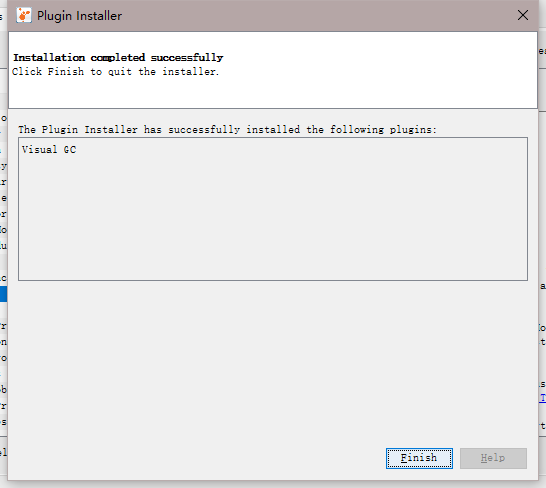 Plugin Installer
Installation completed successfully
Click Finish to quit the installer.
The Plugin Installer has successfully installed the following plugins:
Visual GC
Finish
Help